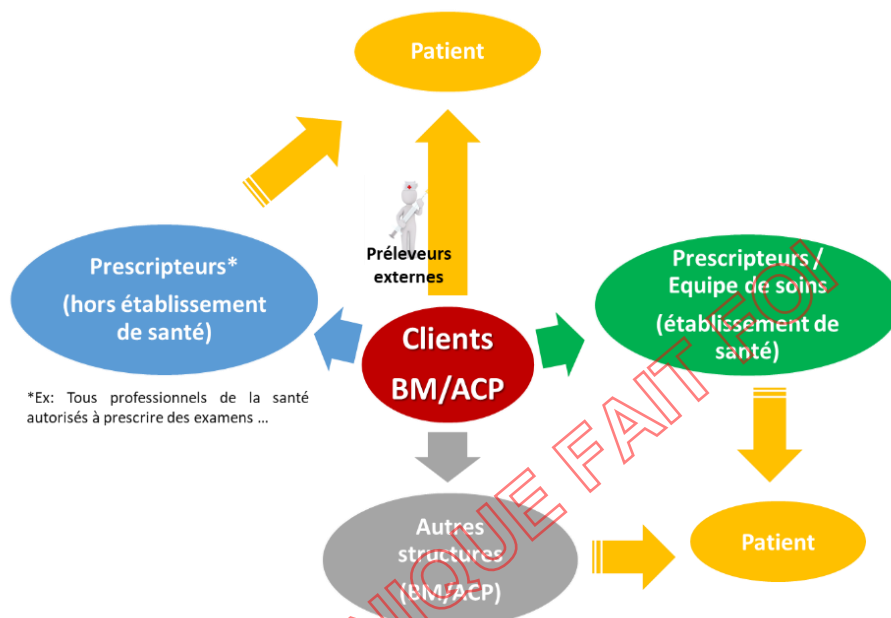 Patient
Préleveurs
externes
Prescripteurs*
(hors établissement
de santé)
Prescripteurs /
Equipe de soins
(établissement de
santé)
Clients
BM/ACP
*Ex: Tous professionnels de la santé
autorisés à prescrire des examens ...
Autres
structures
(BM/ACP)
Patient
FAIT FOI